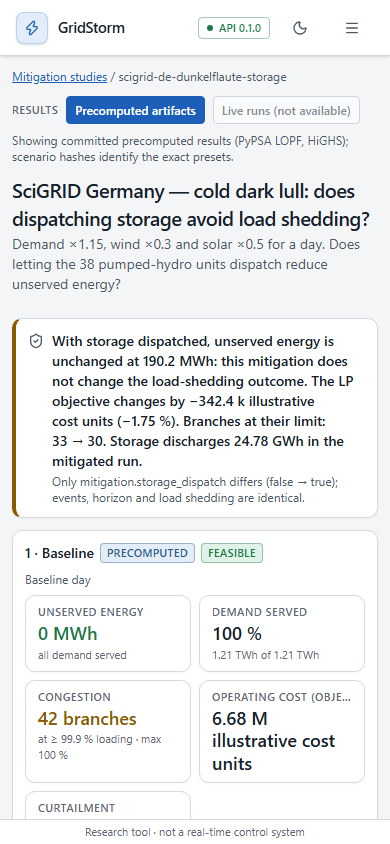 GridStorm
API 0.1.0
Mitigation studies / scigrid-de-dunkelflaute-storage
RESULTS Precomputed artifacts Live runs (not available)
Showing committed precomputed results (PyPSA LOPF, HiGHS);
scenario hashes identify the exact presets.
SciGRID Germany — cold dark lull: does
dispatching storage avoid load shedding?
Demand ×1.15, wind ×0.3 and solar ×0.5 for a day. Does
letting the 38 pumped-hydro units dispatch reduce
unserved energy?
With storage dispatched, unserved energy is
unchanged at 190.2 MWh: this mitigation does
not change the load-shedding outcome. The LP
objective changes by −342.4 k illustrative
cost units (−1.75 %). Branches at their limit:
33 → 30. Storage discharges 24.78 GWh in the
mitigated run.
Only mitigation.storage_dispatch differs (false → true);
events, horizon and load shedding are identical.
1 · Baseline PRECOMPUTED FEASIBLE
Baseline day
UNSERVED ENERGY
0 MWh
all demand served
DEMAND SERVED
100 %
1.21 TWh of 1.21 TWh
CONGESTION
42 branches
at ≥ 99.9 % loading · max
100 %
OPERATING COST (OBJE…
6.68 M
illustrative cost
units
CURTAILMENT
Research tool · not a real-time control system